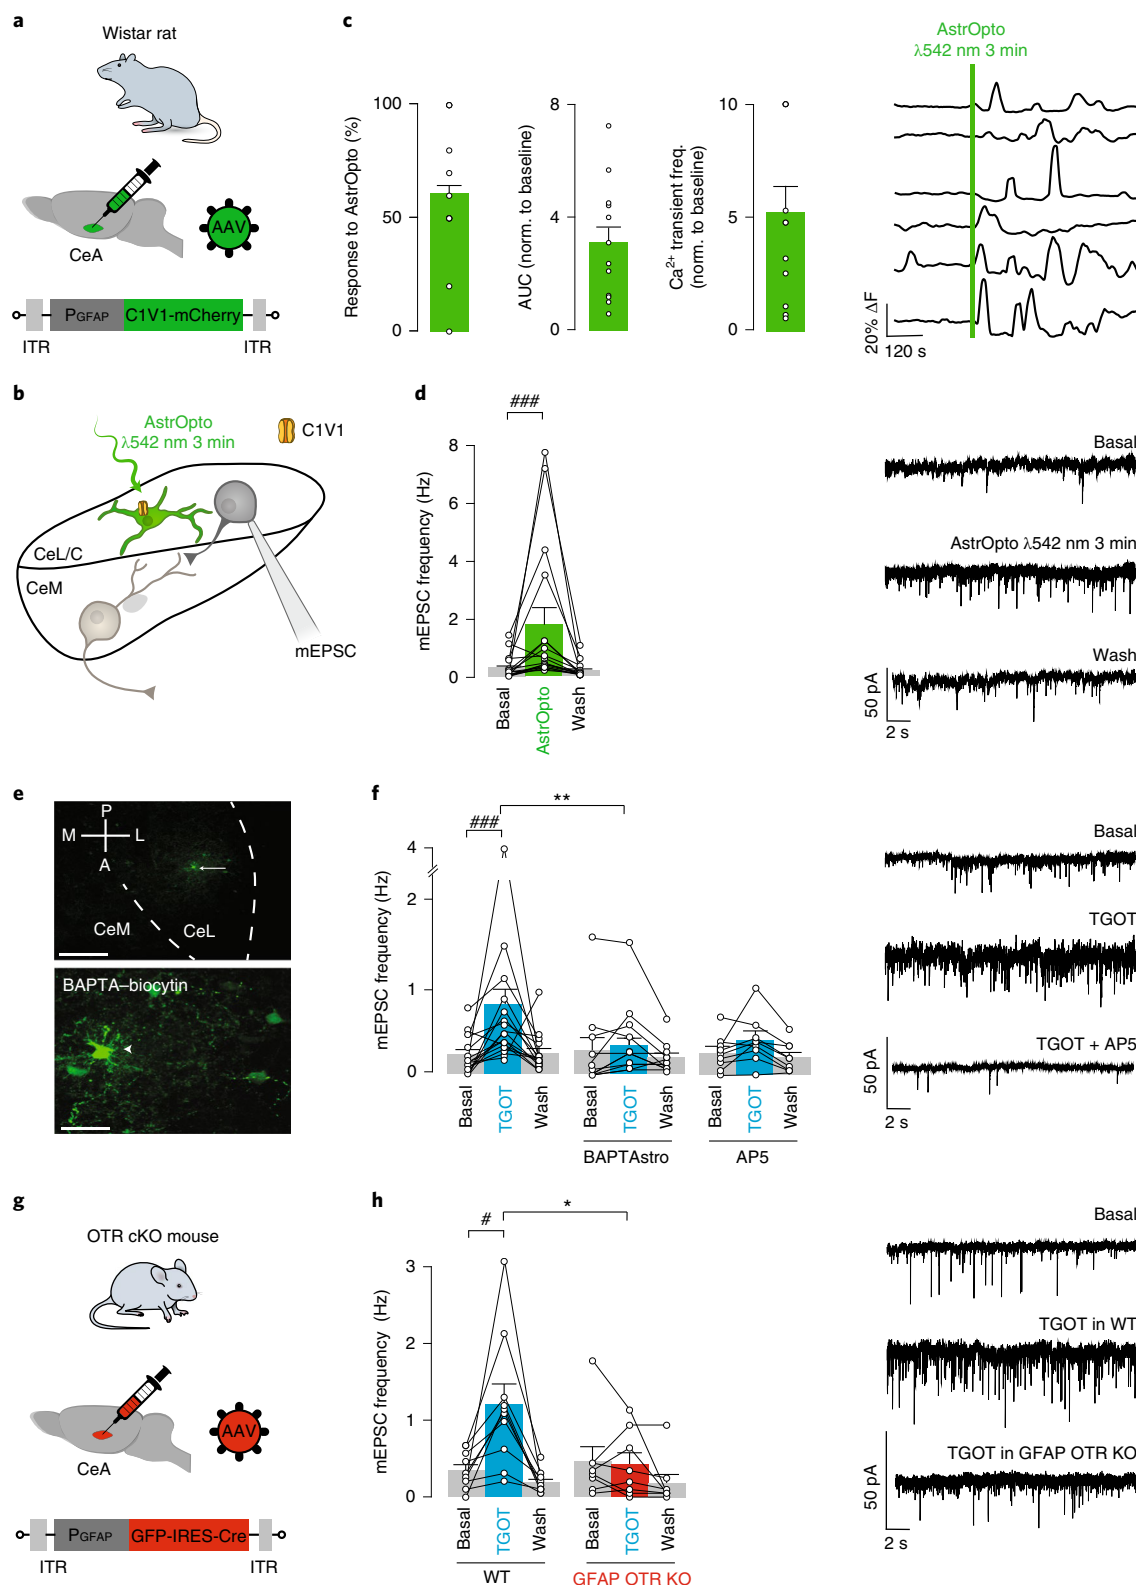 a
Wistar rat
CeA
AAV
PGFAP
C1V1-mCherry
ITR
ITR
c
Response to AstrOpto (%)
100
50
0
AUC (norm. to baseline)
8
4
0
Ca2+ transient freq.
(norm. to baseline)
10
5
0
AstrOpto
λ542 nm 3 min
20% ΔF
120 s
b
AstrOpto
λ542 nm 3 min
C1V1
CeL/C
CeM
mEPSC
d
###
mEPSC frequency (Hz)
8
6
4
2
0
Basal
AstrOpto
Wash
Basal
AstrOpto λ542 nm 3 min
Wash
50 pA
2 s
e
P
M
L
A
CeM
CeL
BAPTA–biocytin
f
**
###
mEPSC frequency (Hz)
4
2
1
0
Basal
TGOT
Wash
Basal
TGOT
Wash
Basal
TGOT
Wash
BAPTAstro
AP5
Basal
TGOT
TGOT + AP5
50 pA
2 s
g
OTR cKO mouse
CeA
AAV
PGFAP
GFP-IRES-Cre
ITR
ITR
h
*
#
mEPSC frequency (Hz)
3
2
1
0
Basal
TGOT
Wash
Basal
TGOT
Wash
WT
GFAP OTR KO
Basal
TGOT in WT
TGOT in GFAP OTR KO
50 pA
2 s